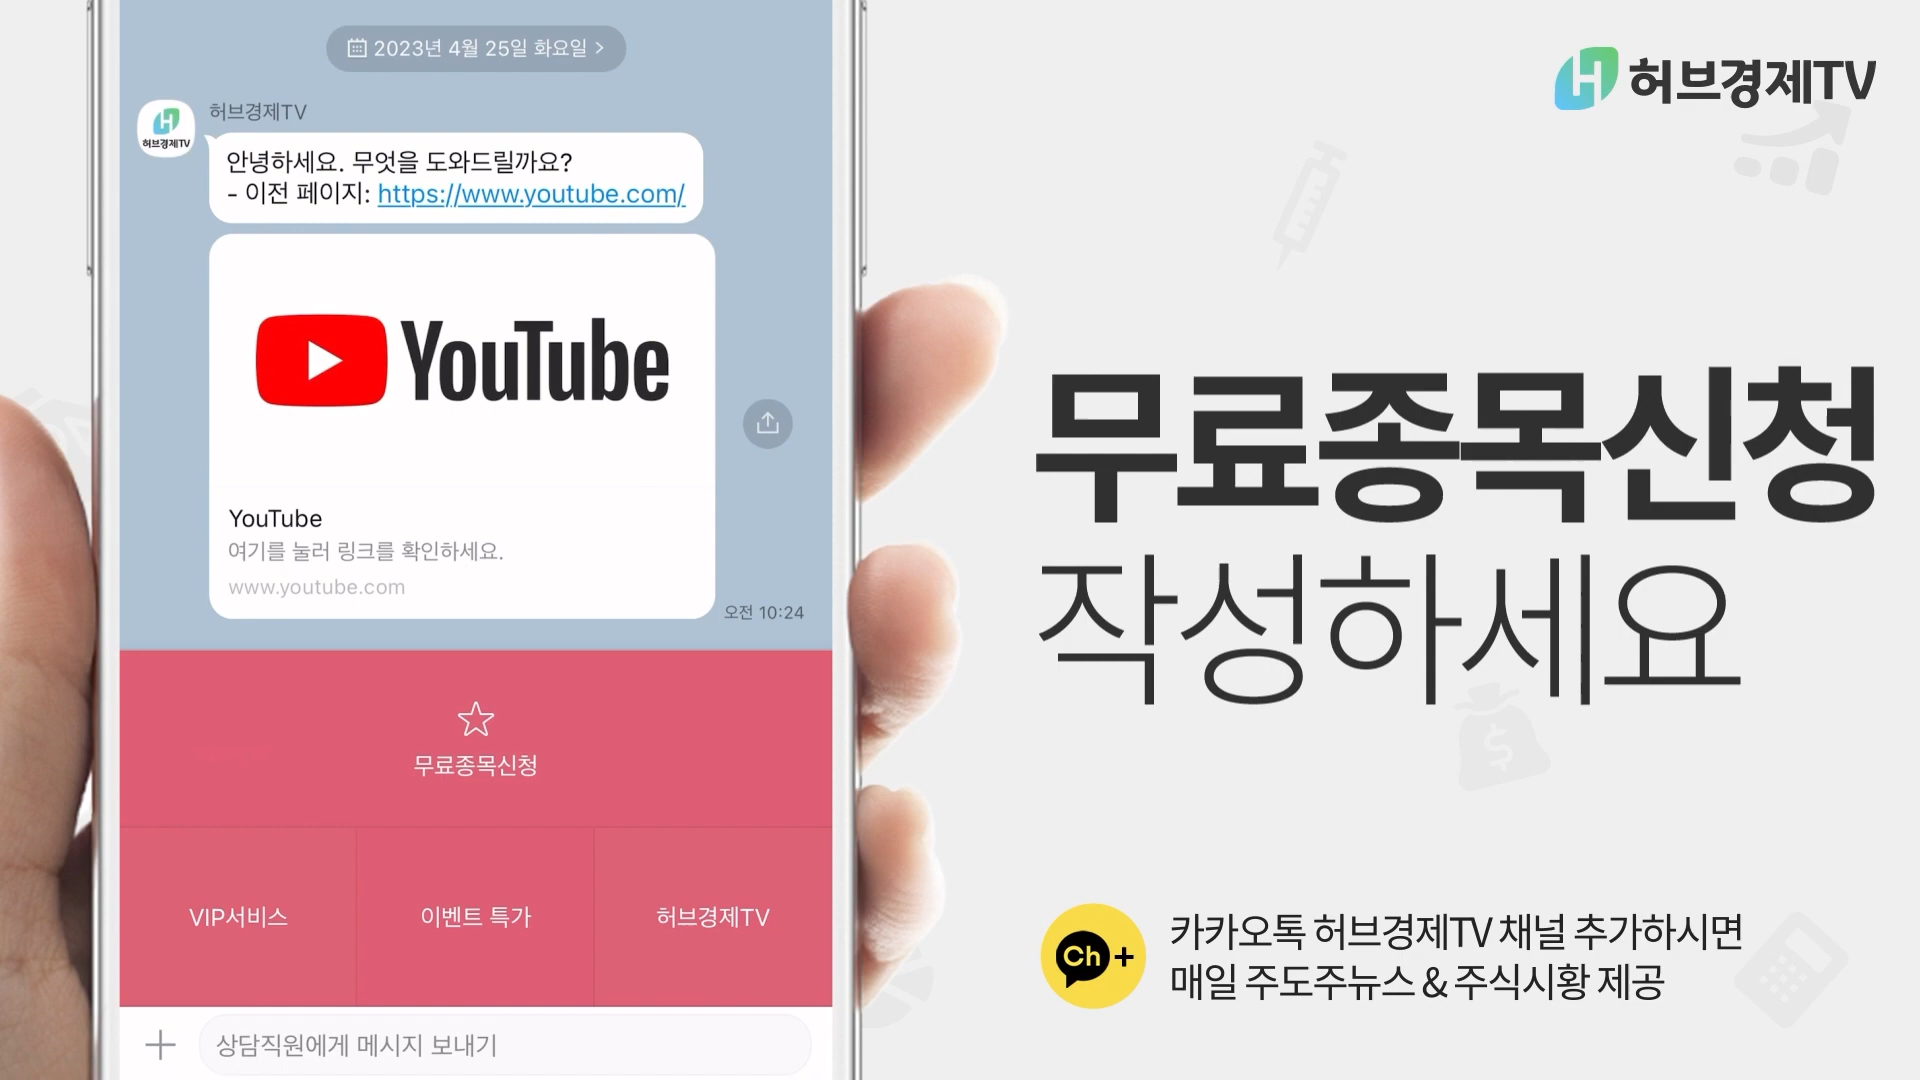 2023년 4월 25일 화요일 >
허브경제TV
허브경제TV
안녕하세요. 무엇을 도와드릴까요?
- 이전 페이지: https://www.youtube.com/
YouTube
YouTube
여기를 눌러 링크를 확인하세요.
www.youtube.com
오전 10:24
무료종목신청
VIP서비스
이벤트 특가
허브경제TV
상담직원에게 메시지 보내기
허브경제TV
무료종목신청
작성하세요
Ch+
카카오톡 허브경제TV 채널 추가하시면
매일 주도주뉴스 & 주식시황 제공